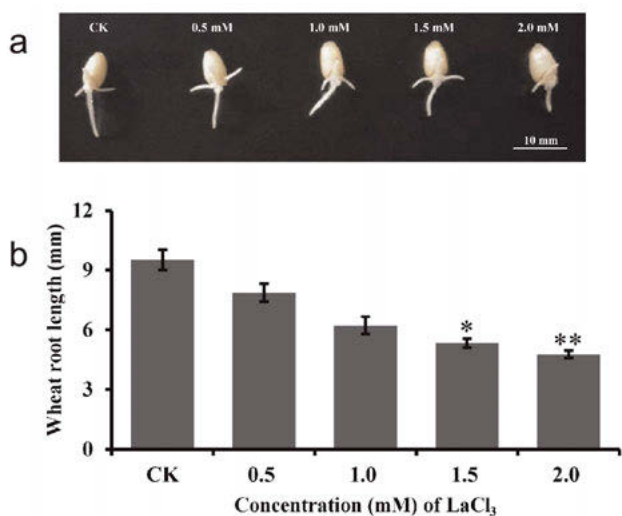 a
CK 0.5 mM 1.0 mM 1.5 mM 2.0 mM
10 mm
b
Wheat root length (mm)
12
9
6
3
0
* **
CK 0.5 1.0 1.5 2.0
Concentration (mM) of LaCl₃